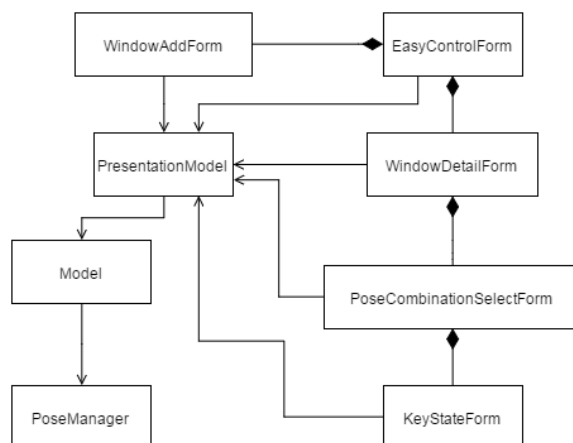 WindowAddForm
EasyControlForm
PresentationModel
WindowDetailForm
Model
PoseCombinationSelectForm
PoseManager
KeyStateForm